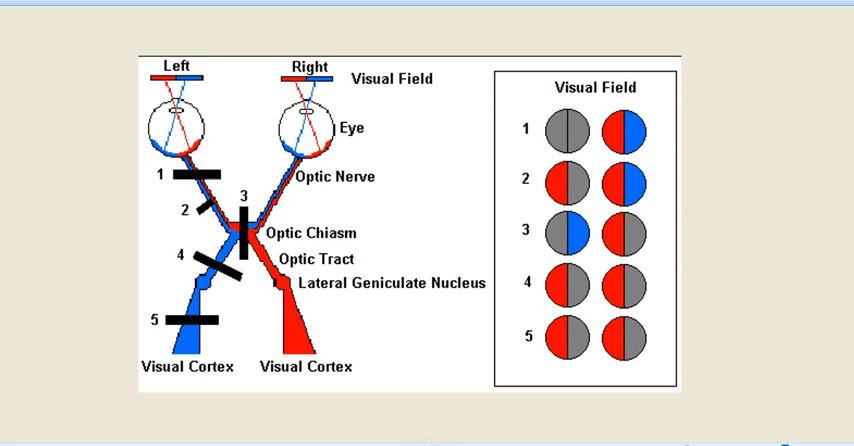 Left
Right
Visual Field
Eye
1
Optic Nerve
2
3
Optic Chiasm
4
Optic Tract
Lateral Geniculate Nucleus
5
Visual Cortex
Visual Cortex
Visual Field
1
2
3
4
5